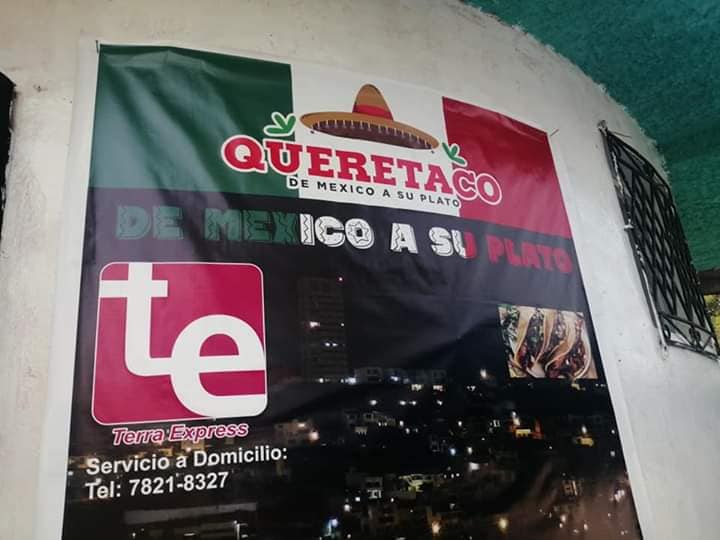 QUERETACO
DE MEXICO A SU PLATO
DE MEXICO A SU PLATO
te
Terra Express
Servicio a Domicilio:
Tel: 7821-8327